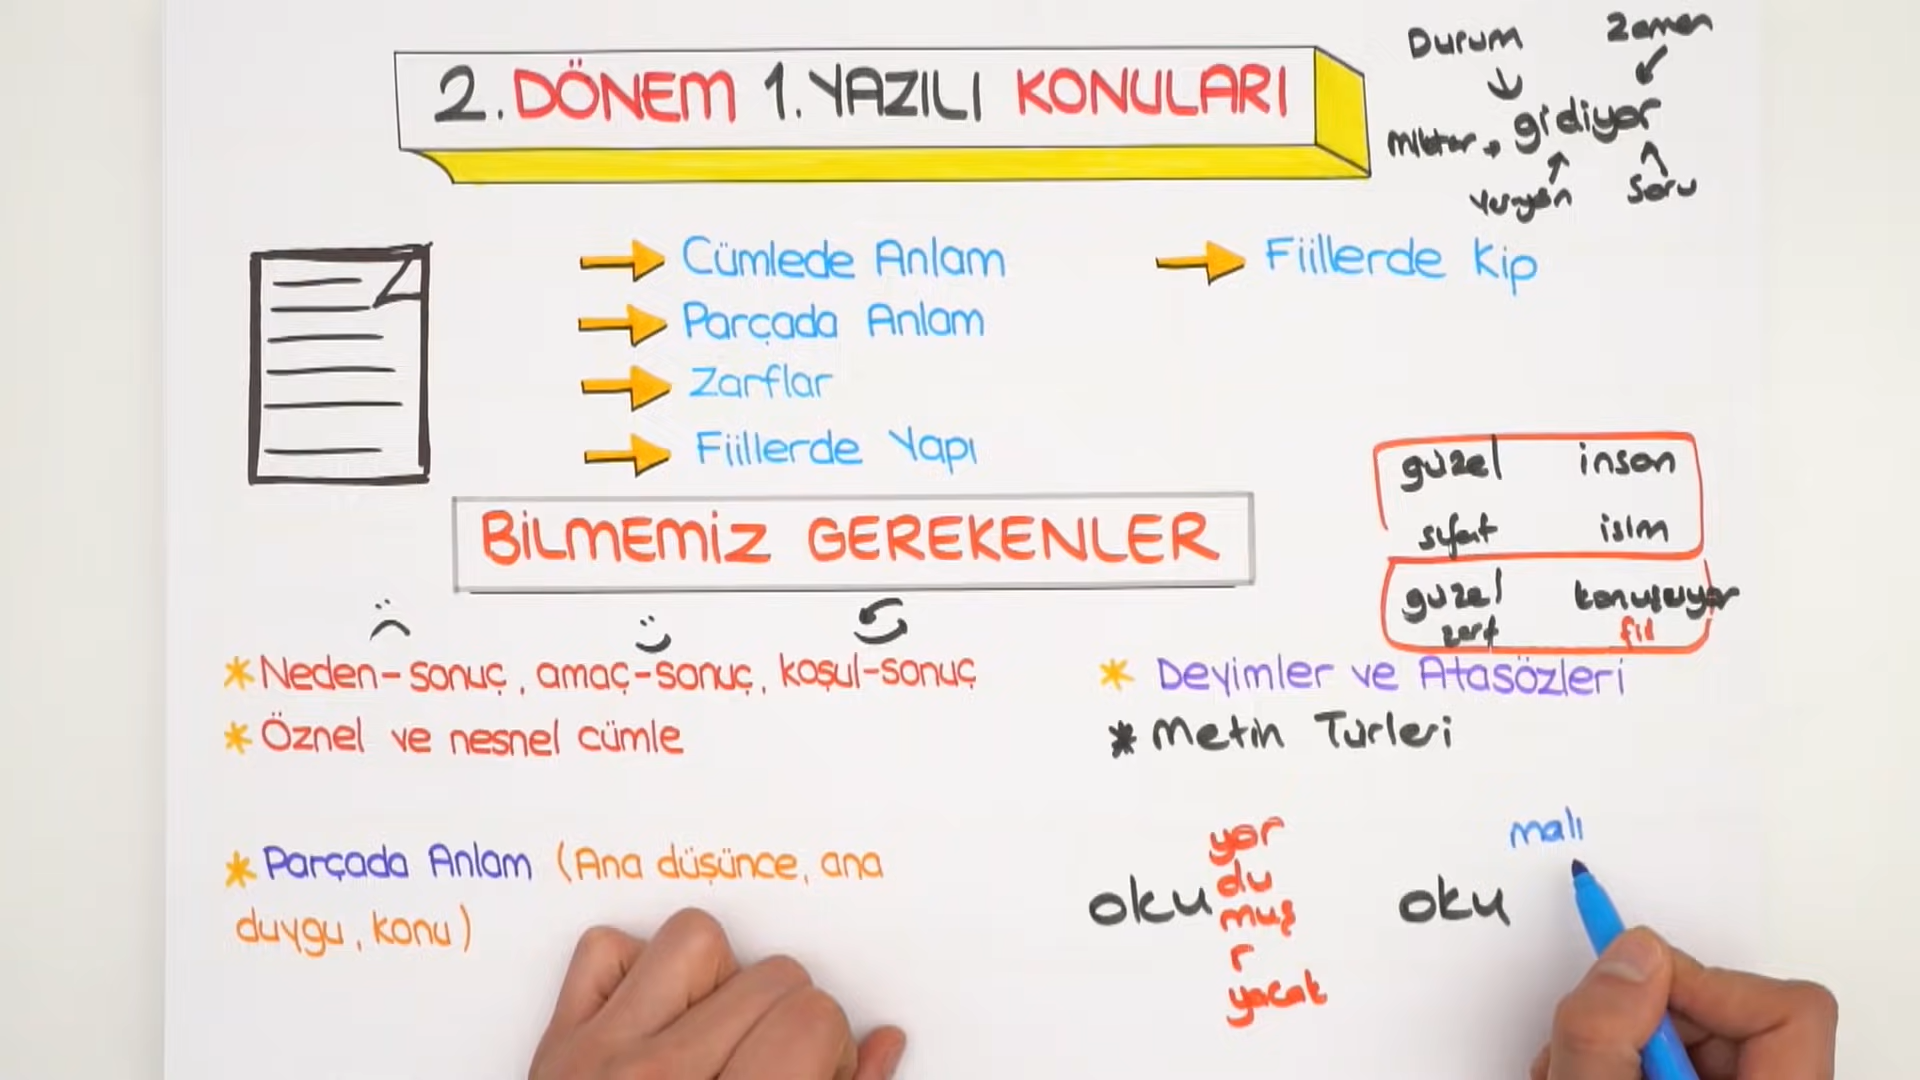 2. DÖNEM 1. YAZILI KONULARI
Durum
Zaman
gidiyor
Miktar
Yer-yön
Soru
Cümlede Anlam
Parçada Anlam
Zarflar
Fiillerde Yapı
Fiillerde Kip
BİLMEMİZ GEREKENLER
güzel insan
sıfat isim
güzel konuşuyor
zarf fiil
* Neden-sonuç, amaç-sonuç, koşul-sonuç
* Öznel ve nesnel cümle
* Parçada Anlam (Ana düşünce, ana
duygu, konu)
* Deyimler ve Atasözleri
* Metin Türleri
oku
yor
du
muş
r
yacak
oku
malı